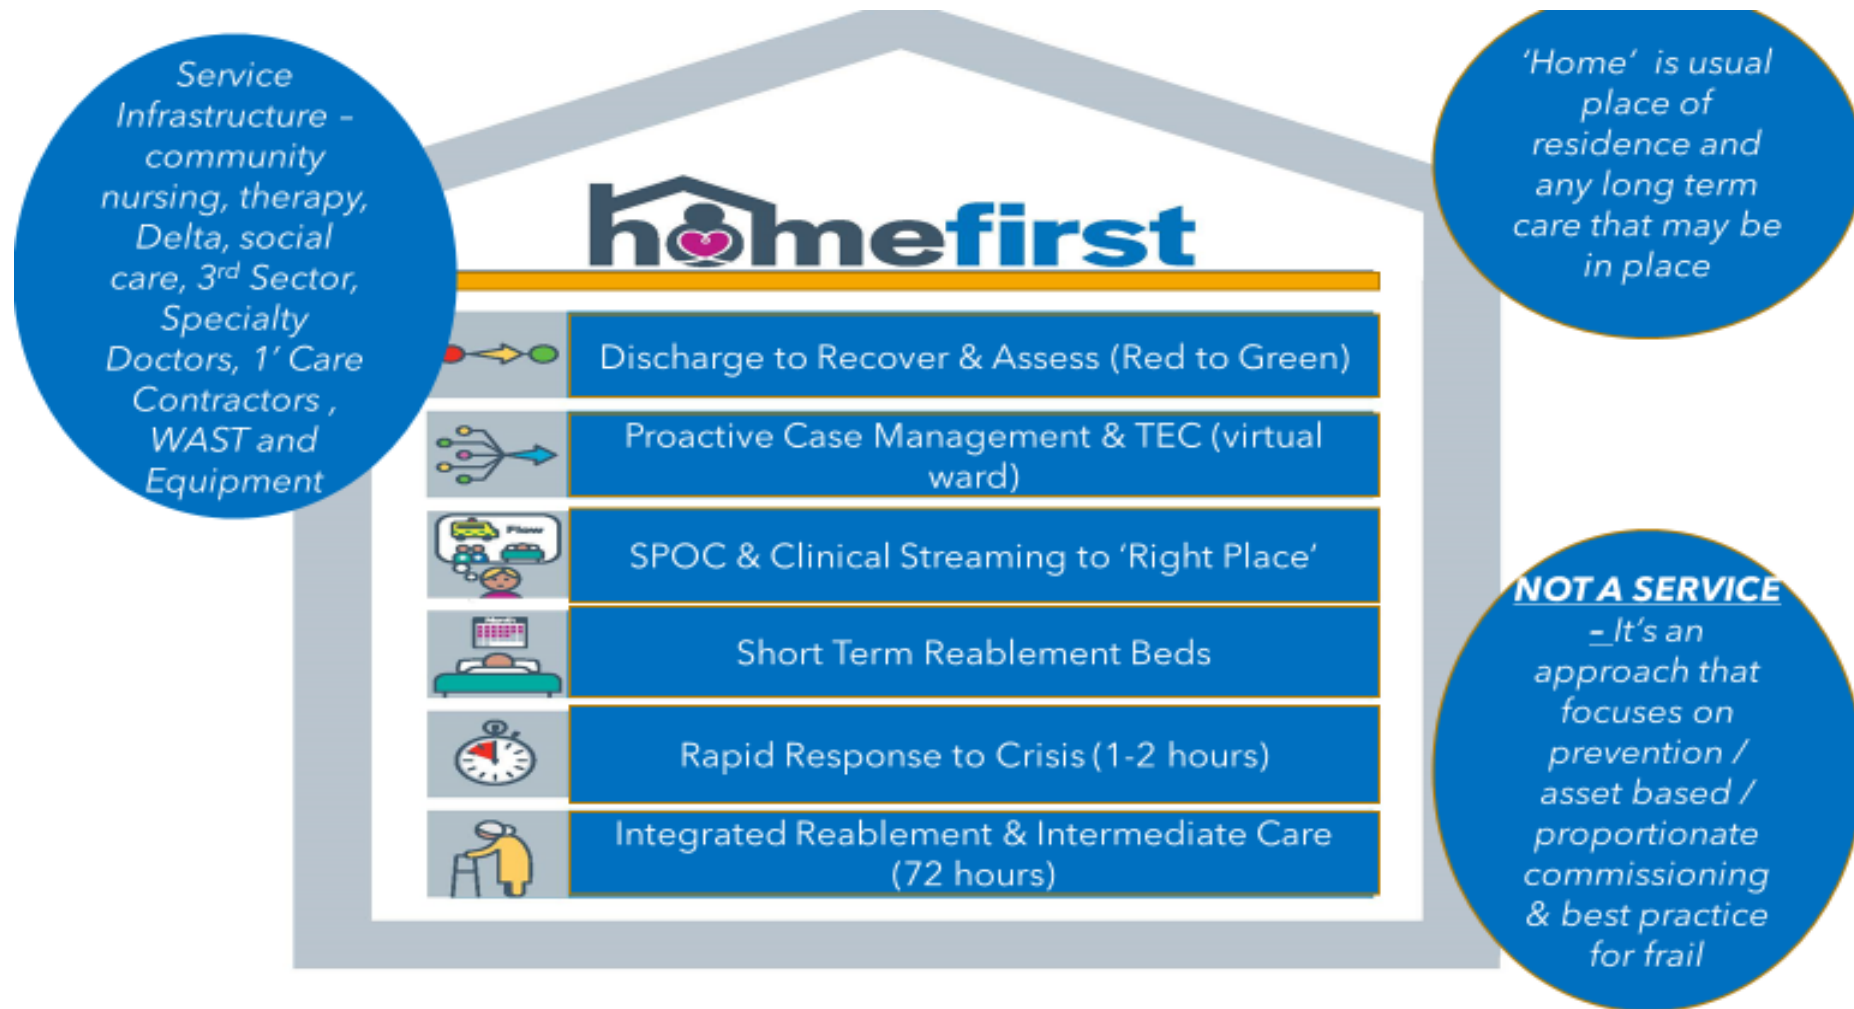 Service
Infrastructure –
community
nursing, therapy,
Delta, social
care, 3rd Sector,
Specialty
Doctors, 1’ Care
Contractors ,
WAST and
Equipment
homefirst
Discharge to Recover & Assess (Red to Green)
Proactive Case Management & TEC (virtual
ward)
Flow
SPOC & Clinical Streaming to ‘Right Place’
Month
Short Term Reablement Beds
Rapid Response to Crisis (1-2 hours)
Integrated Reablement & Intermediate Care
(72 hours)
‘Home’ is usual
place of
residence and
any long term
care that may be
in place
NOT A SERVICE
– It’s an
approach that
focuses on
prevention /
asset based /
proportionate
commissioning
& best practice
for frail